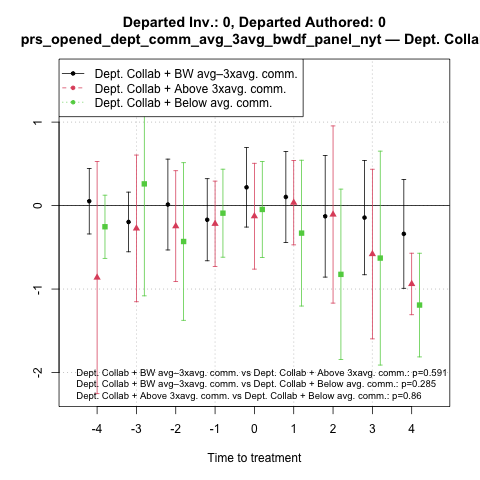 Departed Inv.: 0, Departed Authored: 0
prs_opened_dept_comm_avg_3avg_bwdf_panel_nyt — Dept. Colla
Dept. Collab + BW avg–3xavg. comm.
Dept. Collab + Above 3xavg. comm.
Dept. Collab + Below avg. comm.
1
0
-1
-2
Dept. Collab + BW avg–3xavg. comm. vs Dept. Collab + Above 3xavg. comm.: p=0.591
Dept. Collab + BW avg–3xavg. comm. vs Dept. Collab + Below avg. comm.: p=0.285
Dept. Collab + Above 3xavg. comm. vs Dept. Collab + Below avg. comm.: p=0.86
-4 -3 -2 -1 0 1 2 3 4
Time to treatment